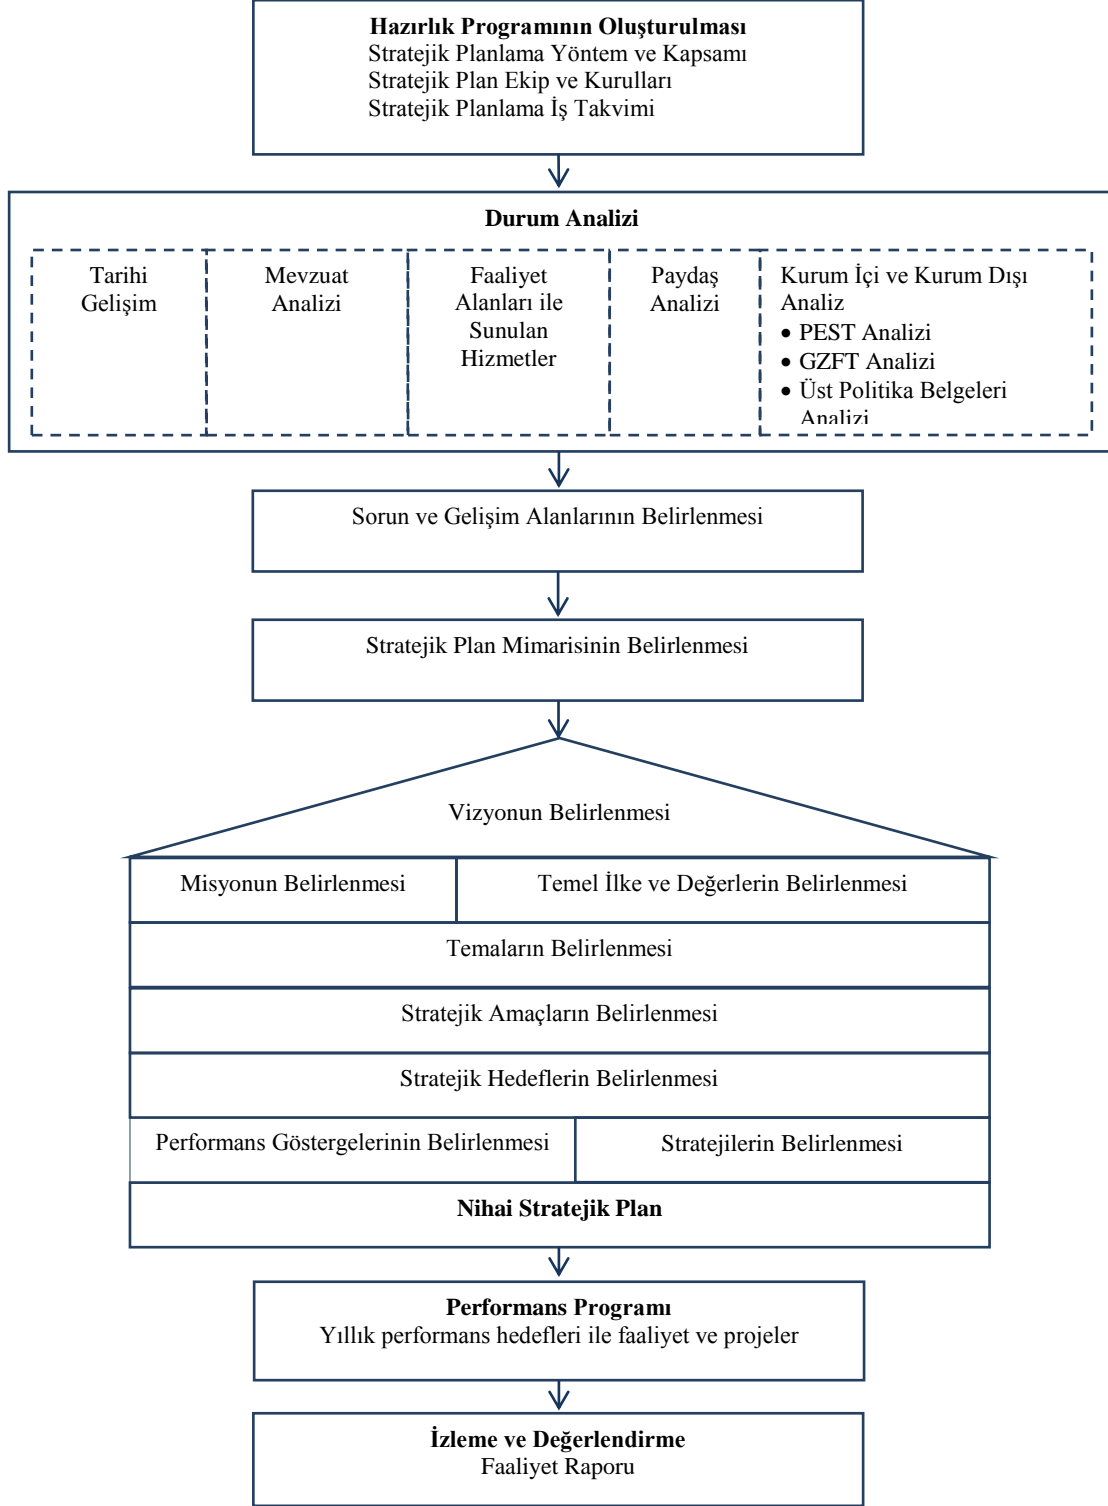 Hazırlık Programının Oluşturulması
Stratejik Planlama Yöntem ve Kapsamı
Stratejik Plan Ekip ve Kurulları
Stratejik Planlama İş Takvimi
Durum Analizi
Tarihi
Gelişim
Mevzuat
Analizi
Faaliyet
Alanları ile
Sunulan
Hizmetler
Paydaş
Analizi
Kurum İçi ve Kurum Dışı
Analiz
• PEST Analizi
• GZFT Analizi
• Üst Politika Belgeleri
Analizi
Sorun ve Gelişim Alanlarının Belirlenmesi
Stratejik Plan Mimarisinin Belirlenmesi
Vizyonun Belirlenmesi
Misyonun Belirlenmesi
Temel İlke ve Değerlerin Belirlenmesi
Temaların Belirlenmesi
Stratejik Amaçların Belirlenmesi
Stratejik Hedeflerin Belirlenmesi
Performans Göstergelerinin Belirlenmesi
Stratejilerin Belirlenmesi
Nihai Stratejik Plan
Performans Programı
Yıllık performans hedefleri ile faaliyet ve projeler
İzleme ve Değerlendirme
Faaliyet Raporu